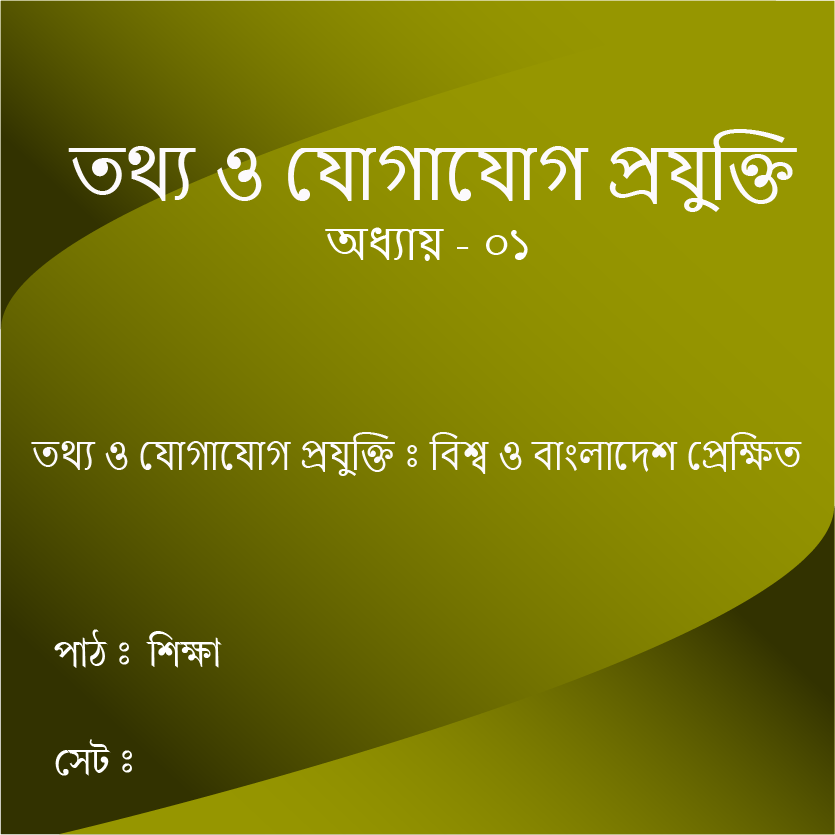 তথ্য ও যোগাযোগ প্রযুক্তি
অধ্যায় - ০১
তথ্য ও যোগাযোগ প্রযুক্তি ঃ বিশ্ব ও বাংলাদেশ প্রেক্ষিত
পাঠ ঃ শিক্ষা
সেট ঃ